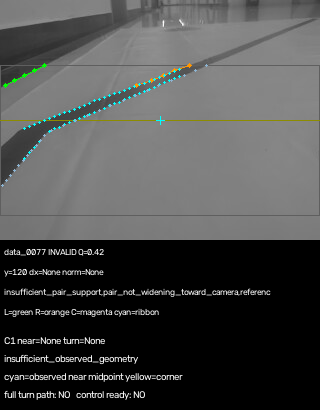 data_0077 INVALID Q=0.42
y=120 dx=None norm=None
insufficient_pair_support,pair_not_widening_toward_camera,referenc
L=green R=orange C=magenta cyan=ribbon
C1 near=None turn=None
insufficient_observed_geometry
cyan=observed near midpoint yellow=corner
full turn path: NO control ready: NO